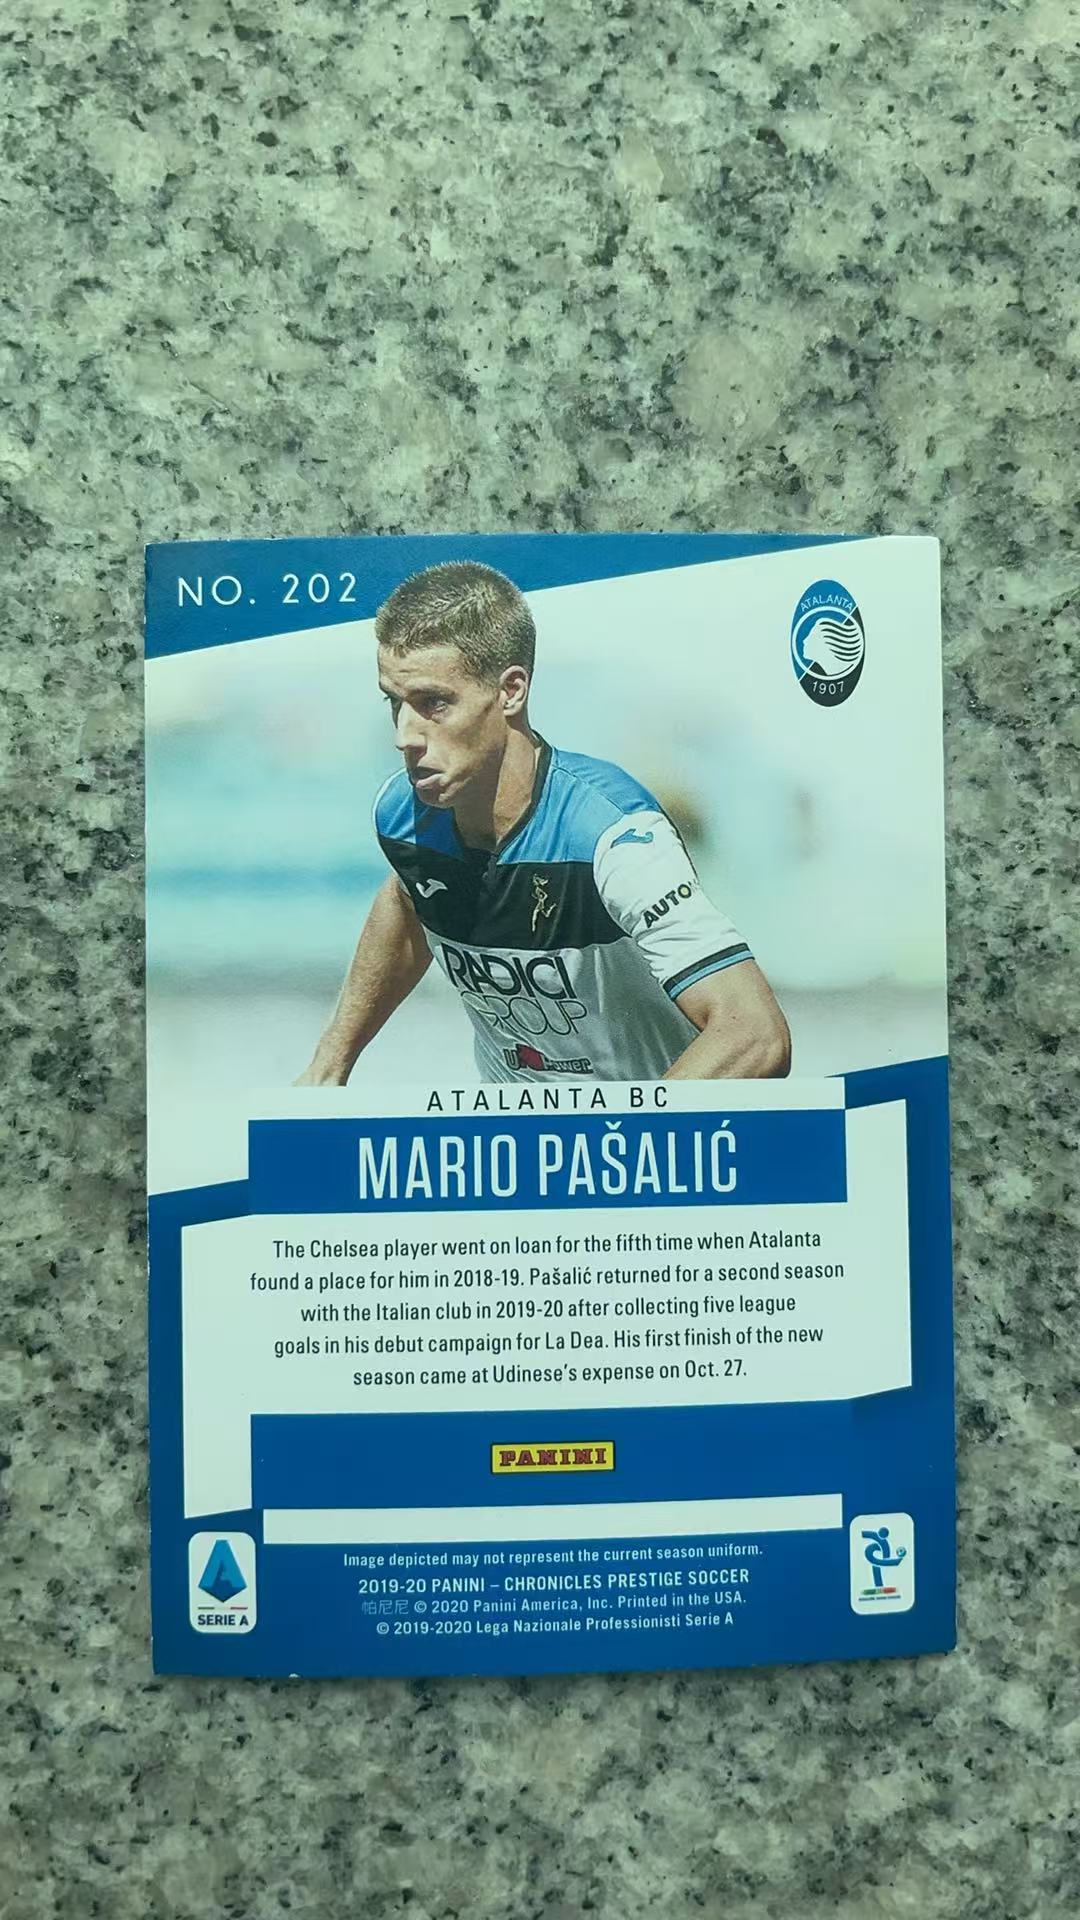 NO. 202
ATALANTA
1907
AUTO
RADICI
GROUP
ATALANTA BC
MARIO PAŠALIĆ
The Chelsea player went on loan for the fifth time when Atalanta
found a place for him in 2018-19. Pašalić returned for a second season
with the Italian club in 2019-20 after collecting five league
goals in his debut campaign for La Dea. His first finish of the new
season came at Udinese's expense on Oct. 27.
PANINI
Image depicted may not represent the current season uniform.
2019-20 PANINI – CHRONICLES PRESTIGE SOCCER
帕尼尼 © 2020 Panini America, Inc. Printed in the USA.
© 2019-2020 Lega Nazionale Professionisti Serie A
SERIE A